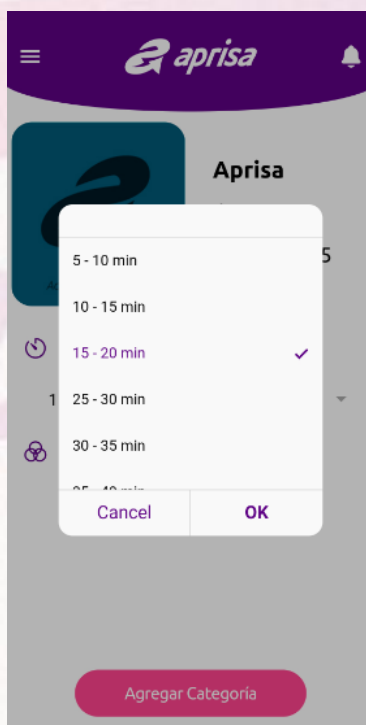 aprisa
Aprisa
5
5 - 10 min
10 - 15 min
15 - 20 min
1
25 - 30 min
30 - 35 min
Cancel
OK
Agregar Categoría